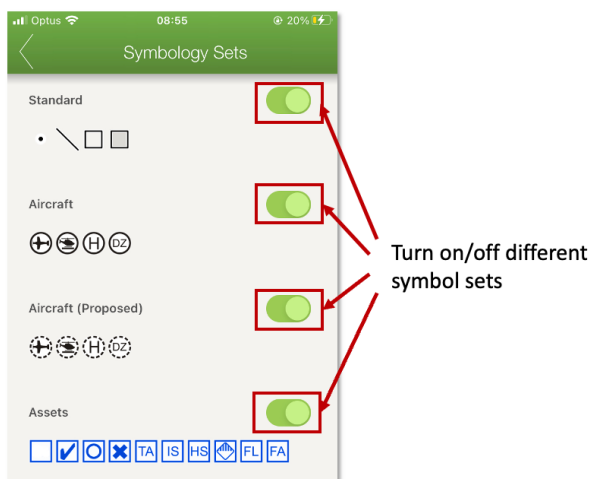 Optus 08:55 20%
Symbology Sets
Standard
Aircraft
H DZ
Turn on/off different
symbol sets
Aircraft (Proposed)
H DZ
Assets
TA IS HS FL FA